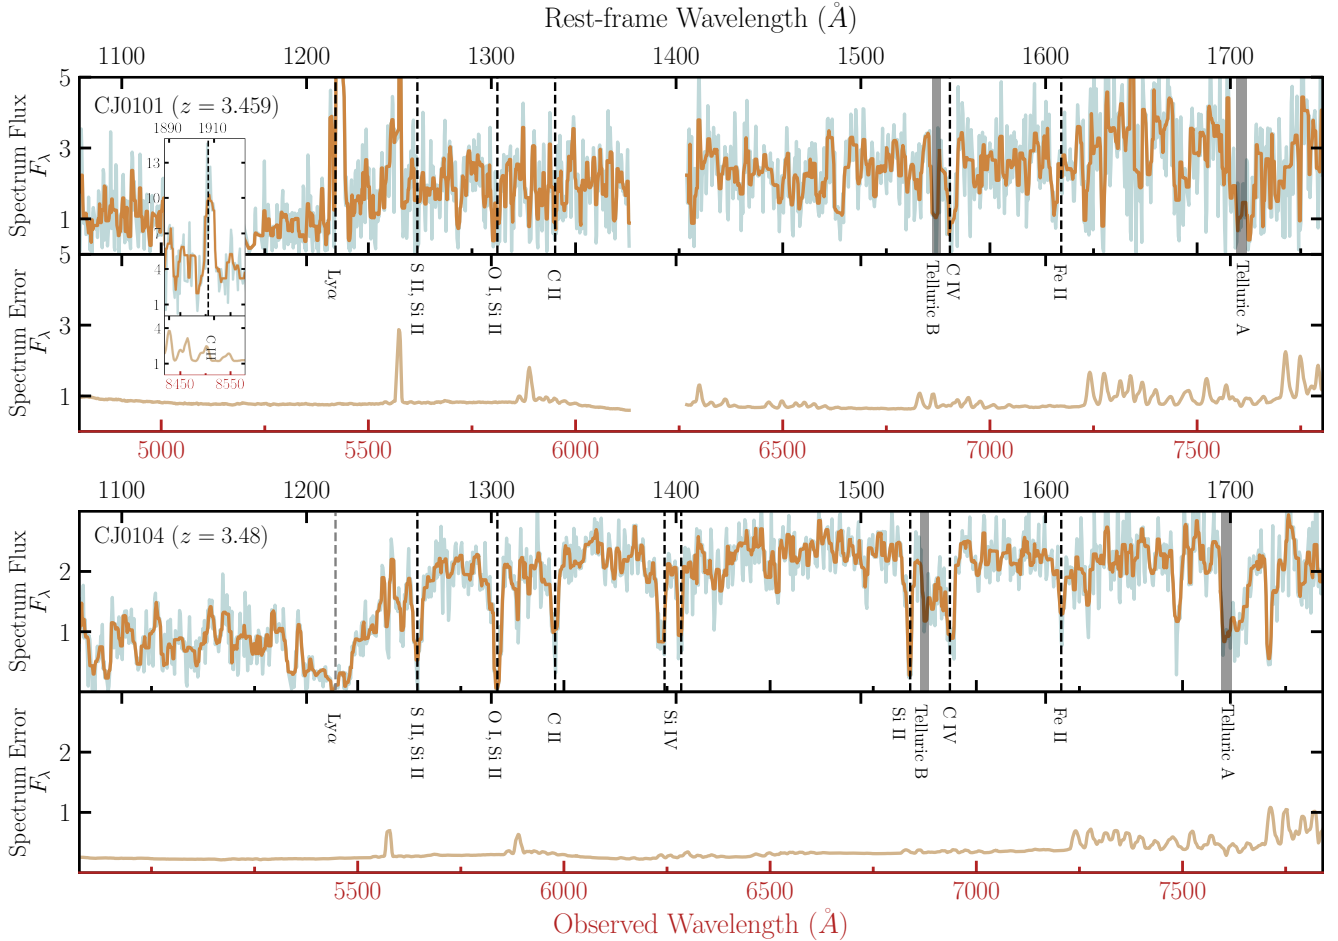 Rest-frame Wavelength (Å)
1100 1200 1300 1400 1500 1600 1700
Spectrum Flux
F_λ
5
3
1
CJ0101 (z = 3.459)
1890 1910
13
10
7
4
1
4
1
C III
8450 8550
Spectrum Error
F_λ
5
3
1
Lyα
S II, Si II
O I, Si II
C II
Telluric B
C IV
Fe II
Telluric A
5000 5500 6000 6500 7000 7500
1100 1200 1300 1400 1500 1600 1700
Spectrum Flux
F_λ
2
1
CJ0104 (z = 3.48)
Spectrum Error
F_λ
2
1
Lyα
S II, Si II
O I, Si II
C II
Si IV
Si II
Telluric B
C IV
Fe II
Telluric A
5500 6000 6500 7000 7500
Observed Wavelength (Å)